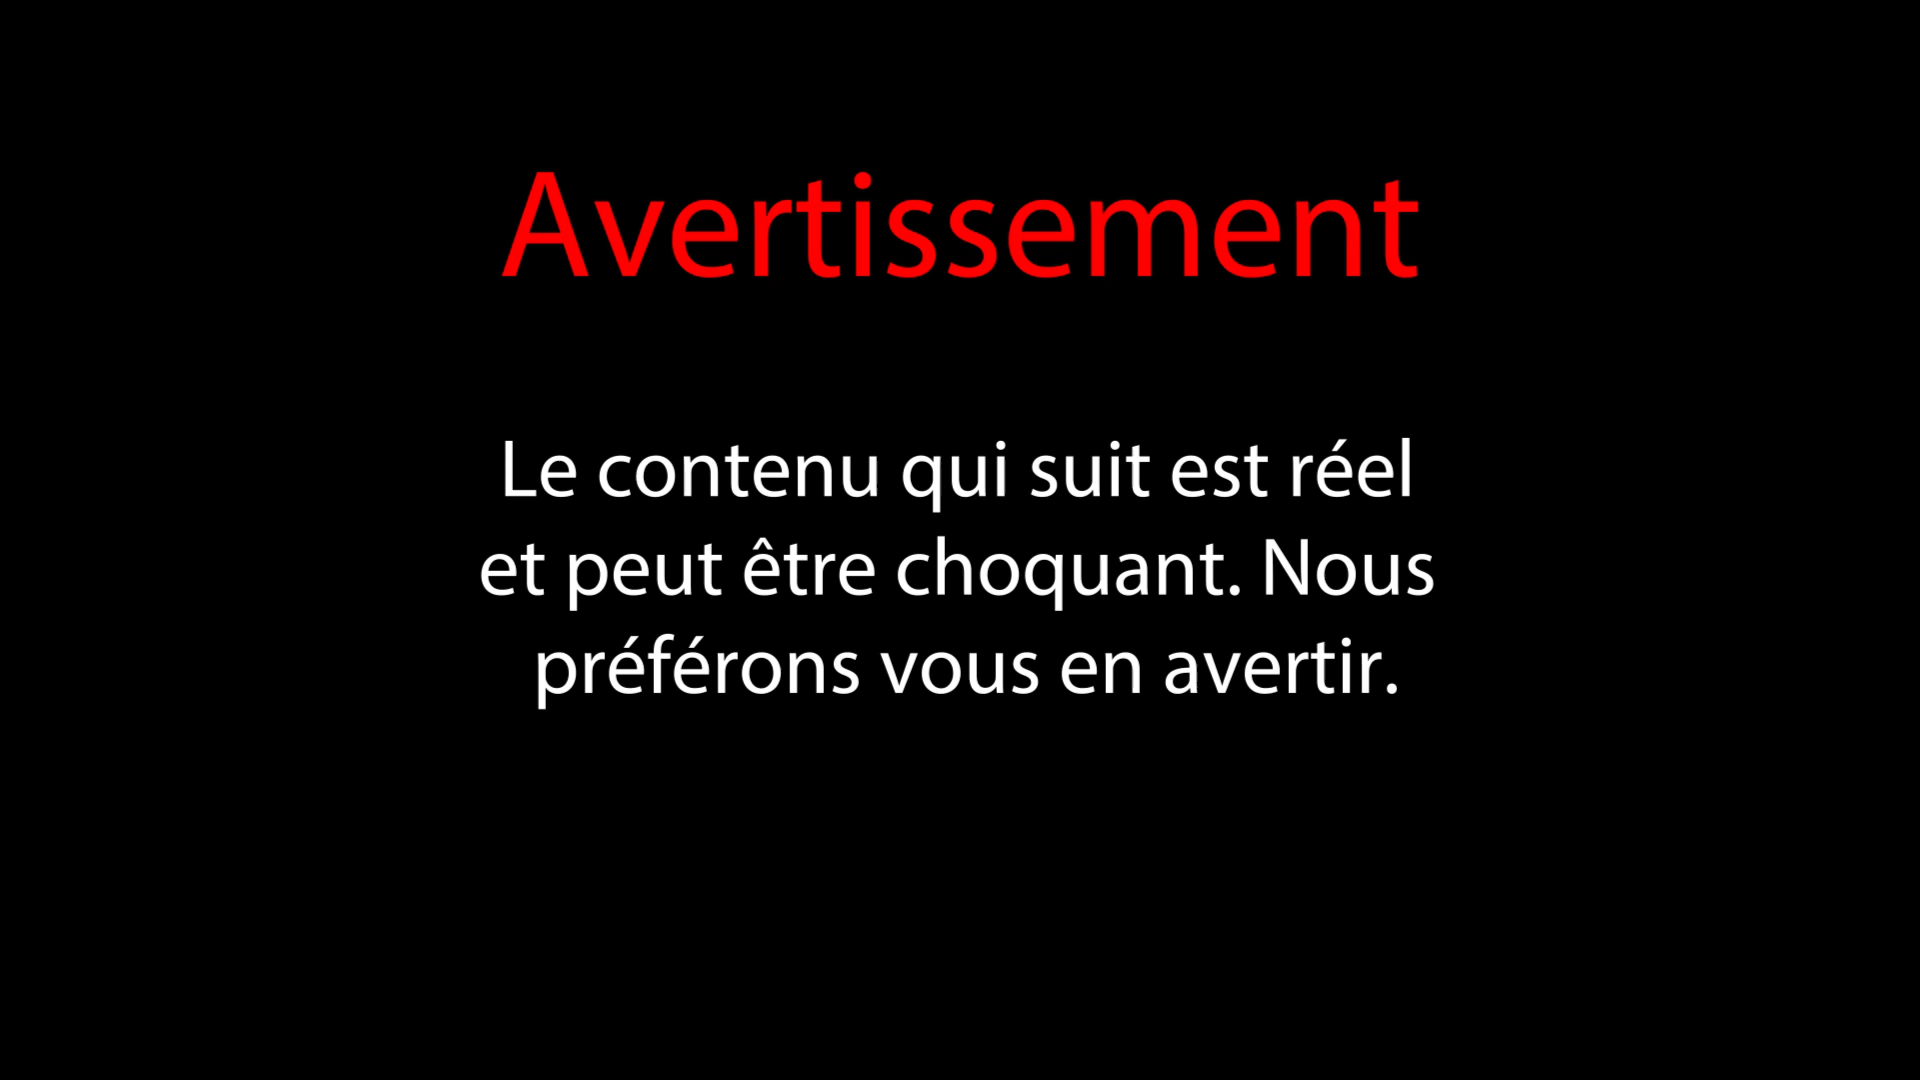 Avertissement
Le contenu qui suit est réel
et peut être choquant. Nous
préférons vous en avertir.